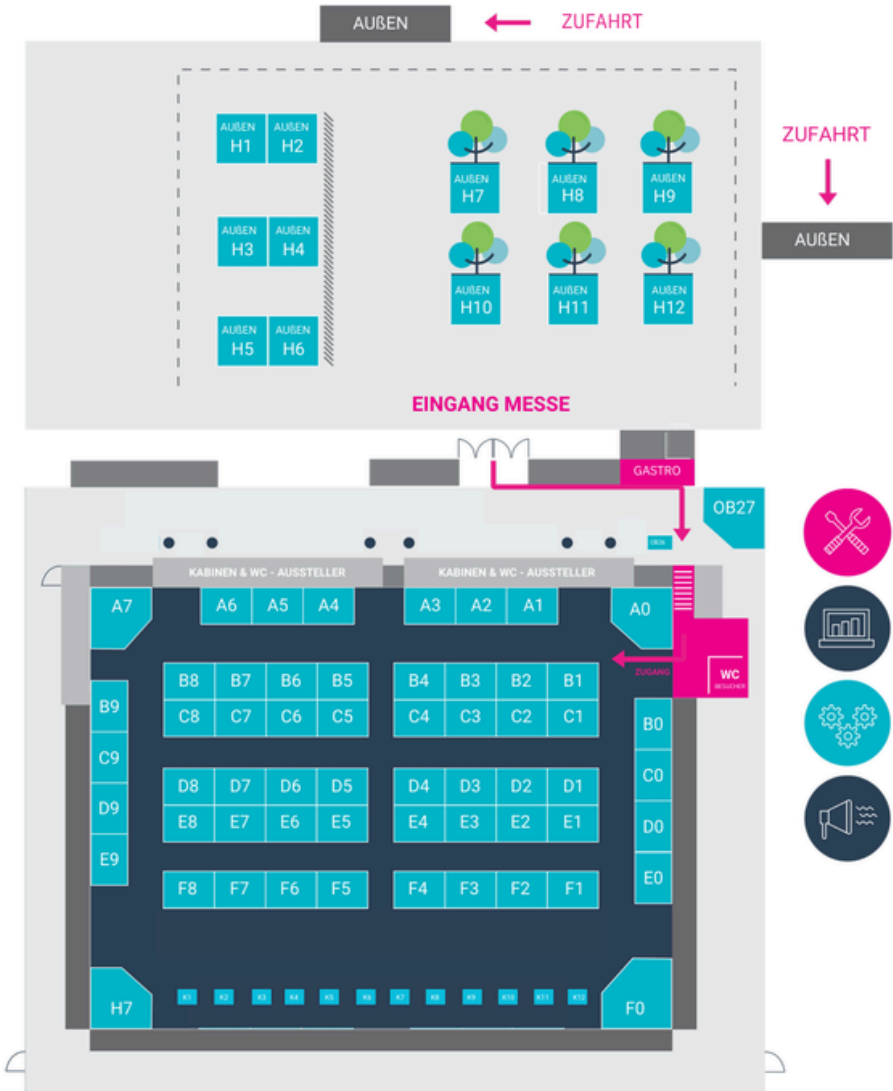 AUßEN
ZUFAHRT
ZUFAHRT
AUßEN
AUßEN
H1
AUßEN
H2
AUßEN
H3
AUßEN
H4
AUßEN
H5
AUßEN
H6
AUßEN
H7
AUßEN
H8
AUßEN
H9
AUßEN
H10
AUßEN
H11
AUßEN
H12
EINGANG MESSE
GASTRO
OB27
OB26
KABINEN & WC - AUSSTELLER
KABINEN & WC - AUSSTELLER
A7
A6 A5 A4
A3 A2 A1
A0
ZUGANG
WC
BESUCHER
B8 B7 B6 B5
B4 B3 B2 B1
C8 C7 C6 C5
C4 C3 C2 C1
B9
C9
D9
E9
B0
C0
D0
E0
D8 D7 D6 D5
D4 D3 D2 D1
E8 E7 E6 E5
E4 E3 E2 E1
F8 F7 F6 F5
F4 F3 F2 F1
H7
K1 K2 K3 K4 K5 K6 K7 K8 K9 K10 K11 K12
F0